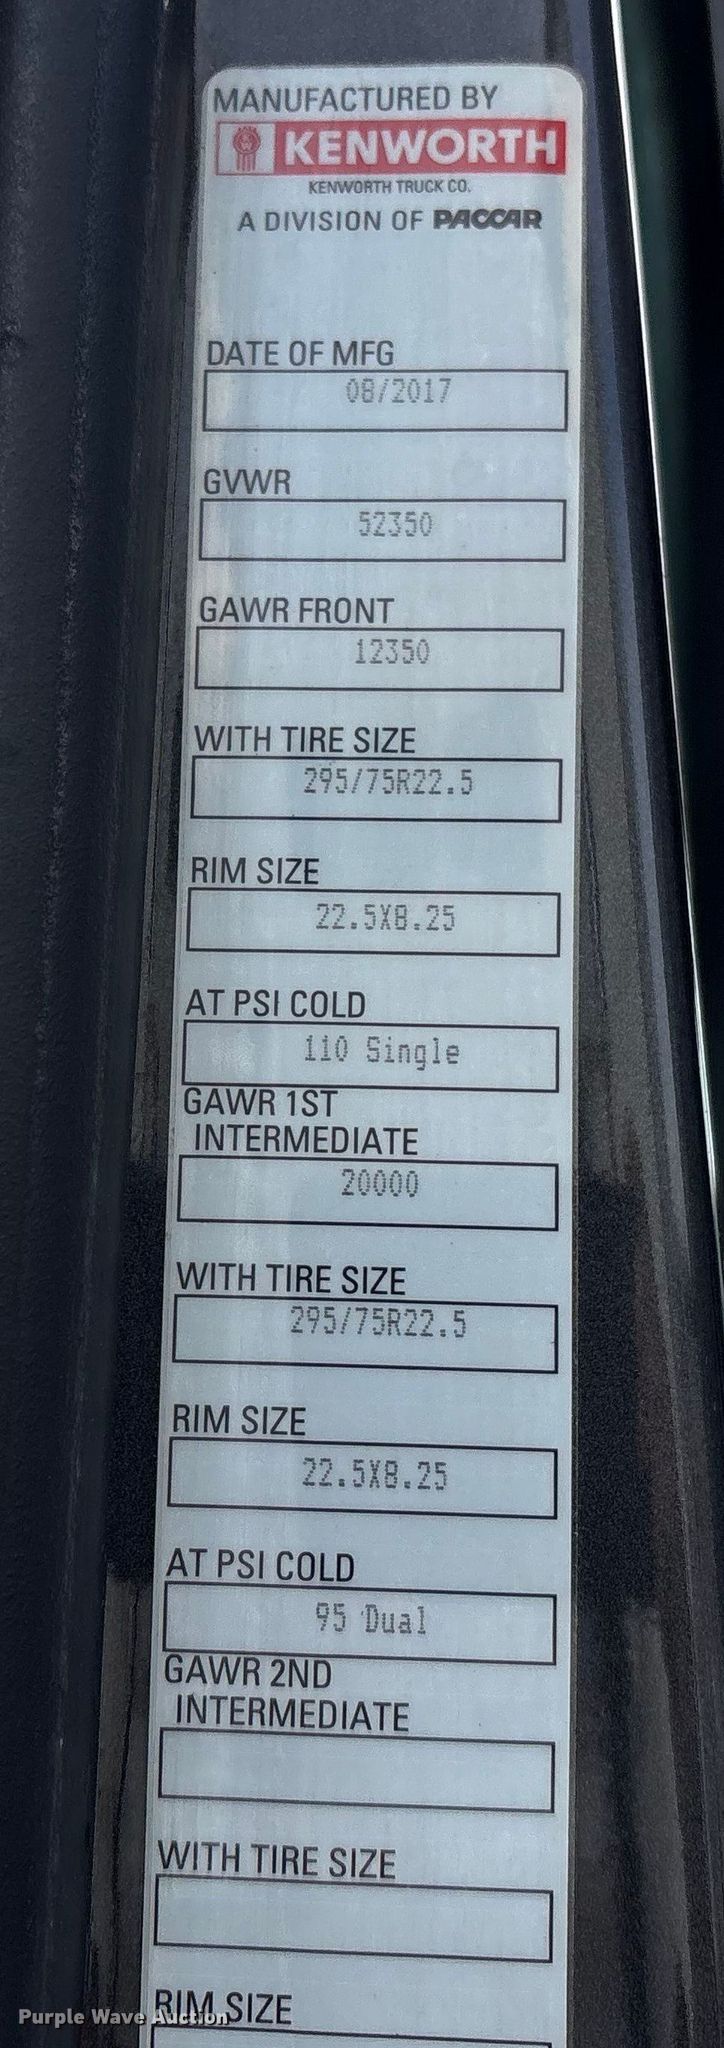 MANUFACTURED BY
KENWORTH
KENWORTH TRUCK CO.
A DIVISION OF PACCAR
DATE OF MFG
08/2017
GVWR
52350
GAWR FRONT
12350
WITH TIRE SIZE
295/75R22.5
RIM SIZE
22.5X8.25
AT PSI COLD
110 Single
GAWR 1ST
INTERMEDIATE
20000
WITH TIRE SIZE
295/75R22.5
RIM SIZE
22.5X8.25
AT PSI COLD
95 Dual
GAWR 2ND
INTERMEDIATE
WITH TIRE SIZE
RIM SIZE
Purple Wave Auction